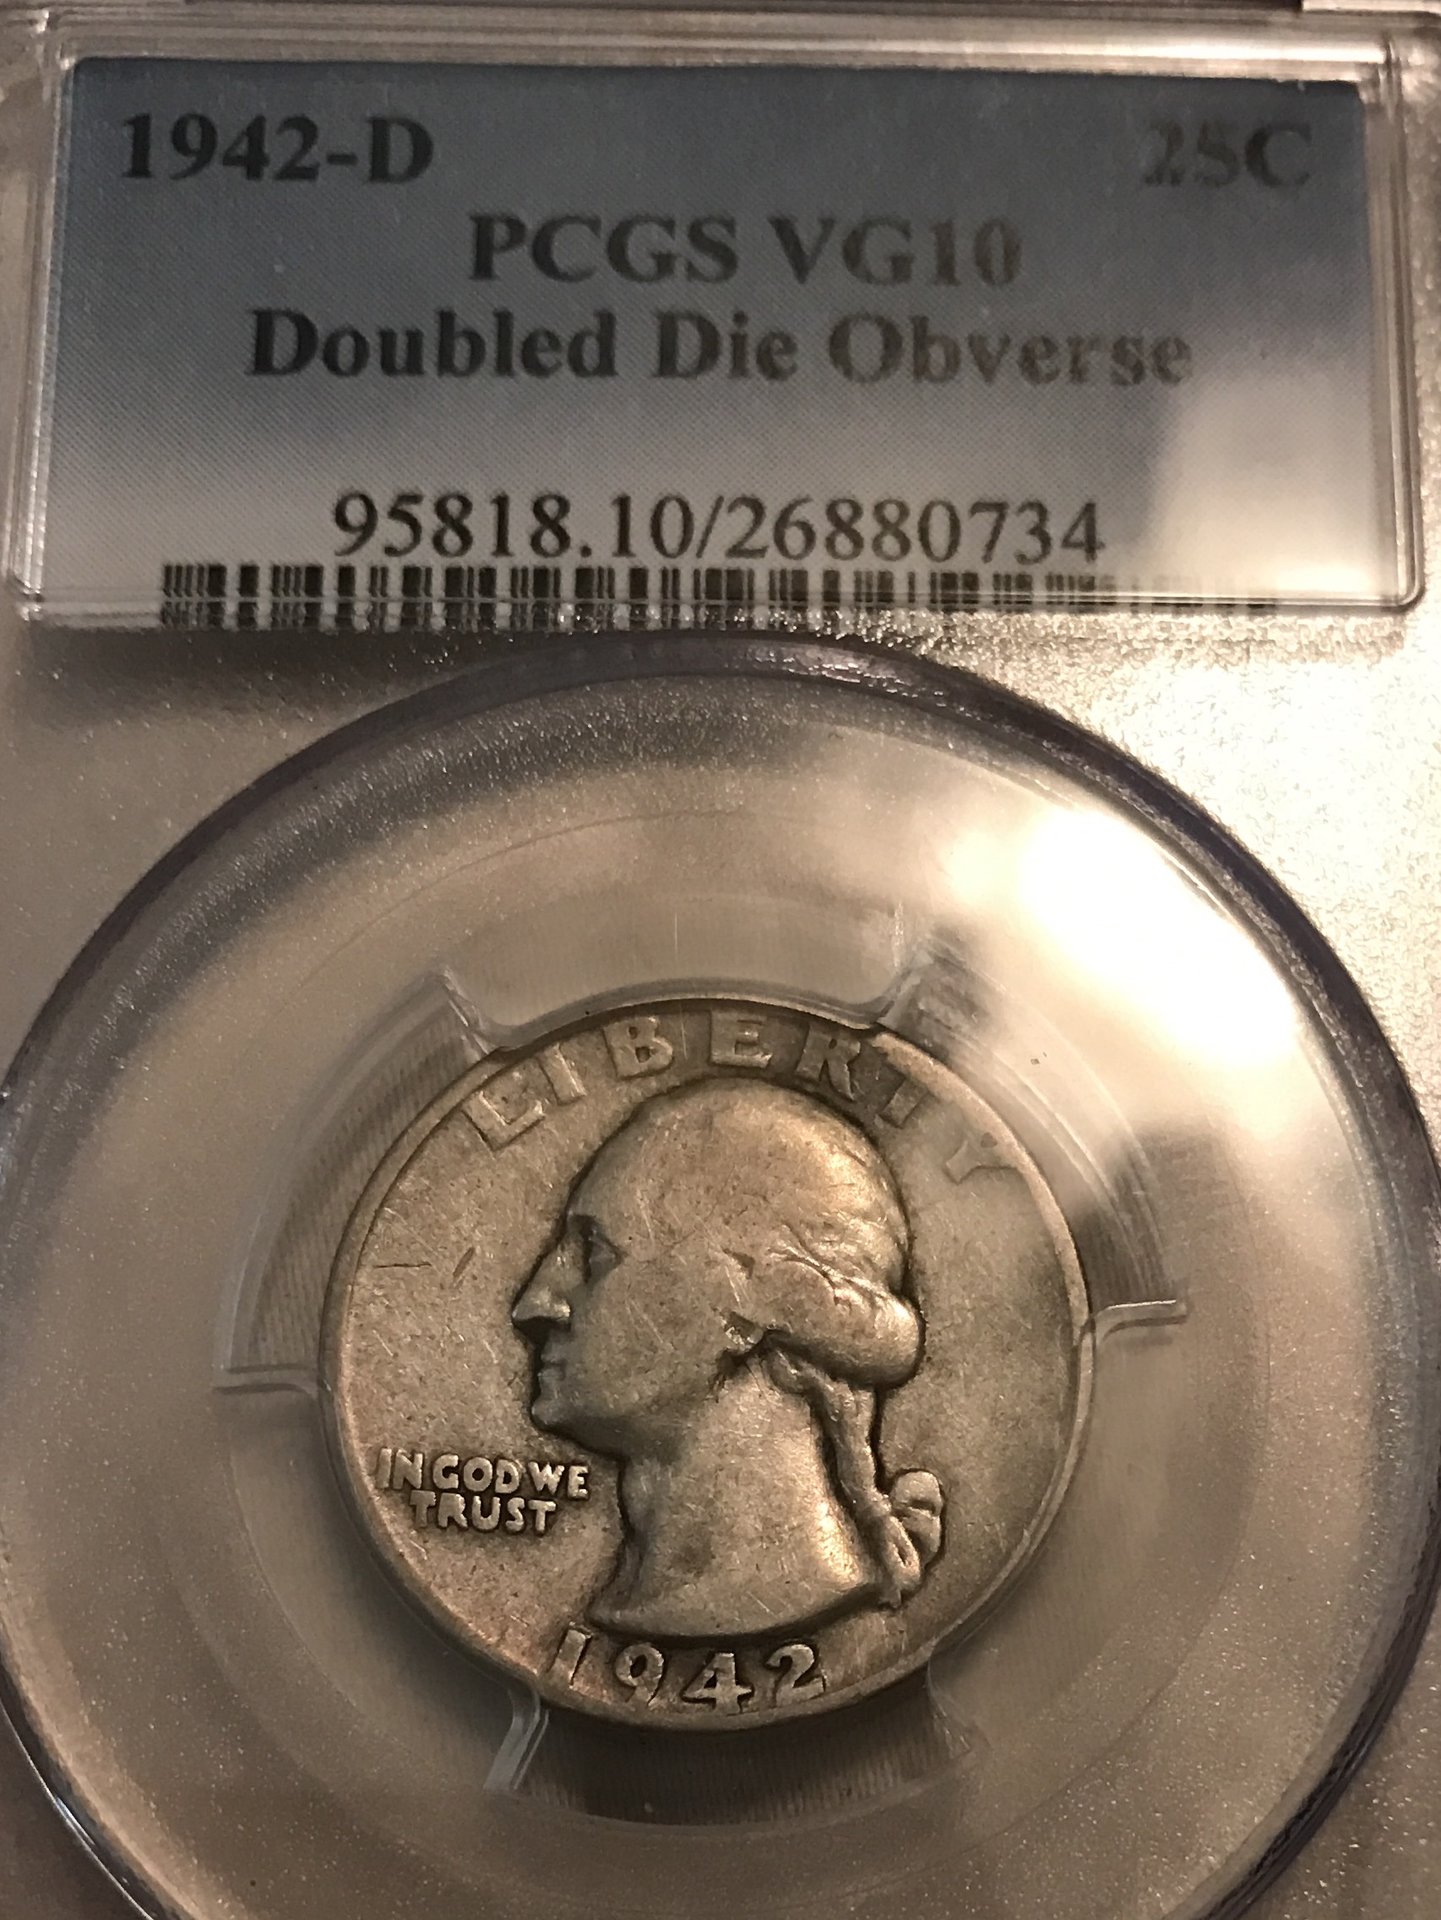 1942-D 25C
PCGS VG10
Doubled Die Obverse
95818.10/26880734
LIBERTY
IN GOD WE
TRUST
1942